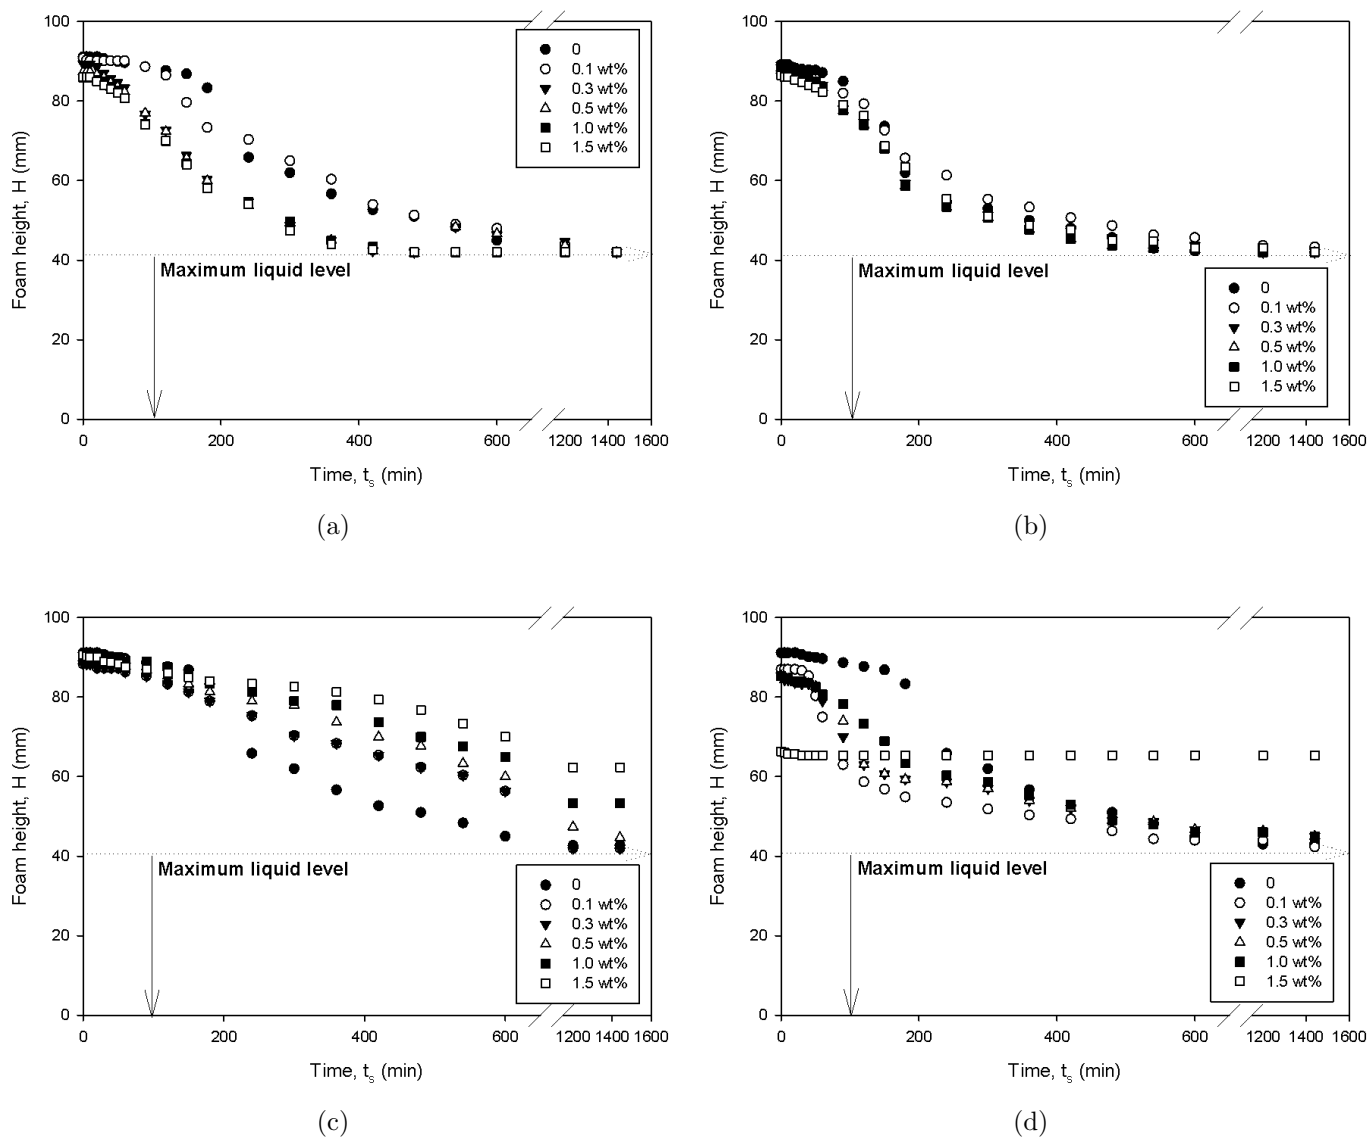 100
80
60
40
20
0
Foam height, H (mm)
0
0.1 wt%
0.3 wt%
0.5 wt%
1.0 wt%
1.5 wt%
Maximum liquid level
0 200 400 600 1200 1400 1600
Time, ts (min)
(a)
100
80
60
40
20
0
Foam height, H (mm)
Maximum liquid level
0
0.1 wt%
0.3 wt%
0.5 wt%
1.0 wt%
1.5 wt%
0 200 400 600 1200 1400 1600
Time, ts (min)
(b)
100
80
60
40
20
0
Foam height, H (mm)
Maximum liquid level
0
0.1 wt%
0.3 wt%
0.5 wt%
1.0 wt%
1.5 wt%
0 200 400 600 1200 1400 1600
Time, ts (min)
(c)
100
80
60
40
20
0
Foam height, H (mm)
Maximum liquid level
0
0.1 wt%
0.3 wt%
0.5 wt%
1.0 wt%
1.5 wt%
0 200 400 600 1200 1400 1600
Time, ts (min)
(d)